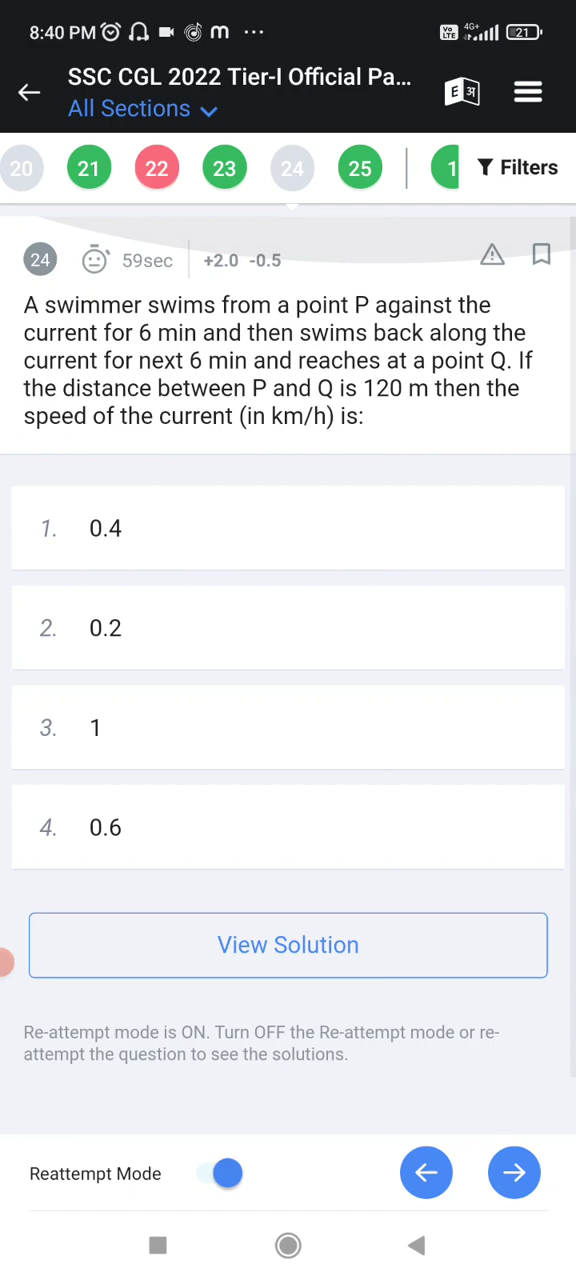 8:40 PM
Vo LTE 4G+ 21
SSC CGL 2022 Tier-I Official Pa...
All Sections
E अ
20 21 22 23 24 25 1 Filters
24 59sec +2.0 -0.5
A swimmer swims from a point P against the
current for 6 min and then swims back along the
current for next 6 min and reaches at a point Q. If
the distance between P and Q is 120 m then the
speed of the current (in km/h) is:
1. 0.4
2. 0.2
3. 1
4. 0.6
View Solution
Re-attempt mode is ON. Turn OFF the Re-attempt mode or re-
attempt the question to see the solutions.
Reattempt Mode